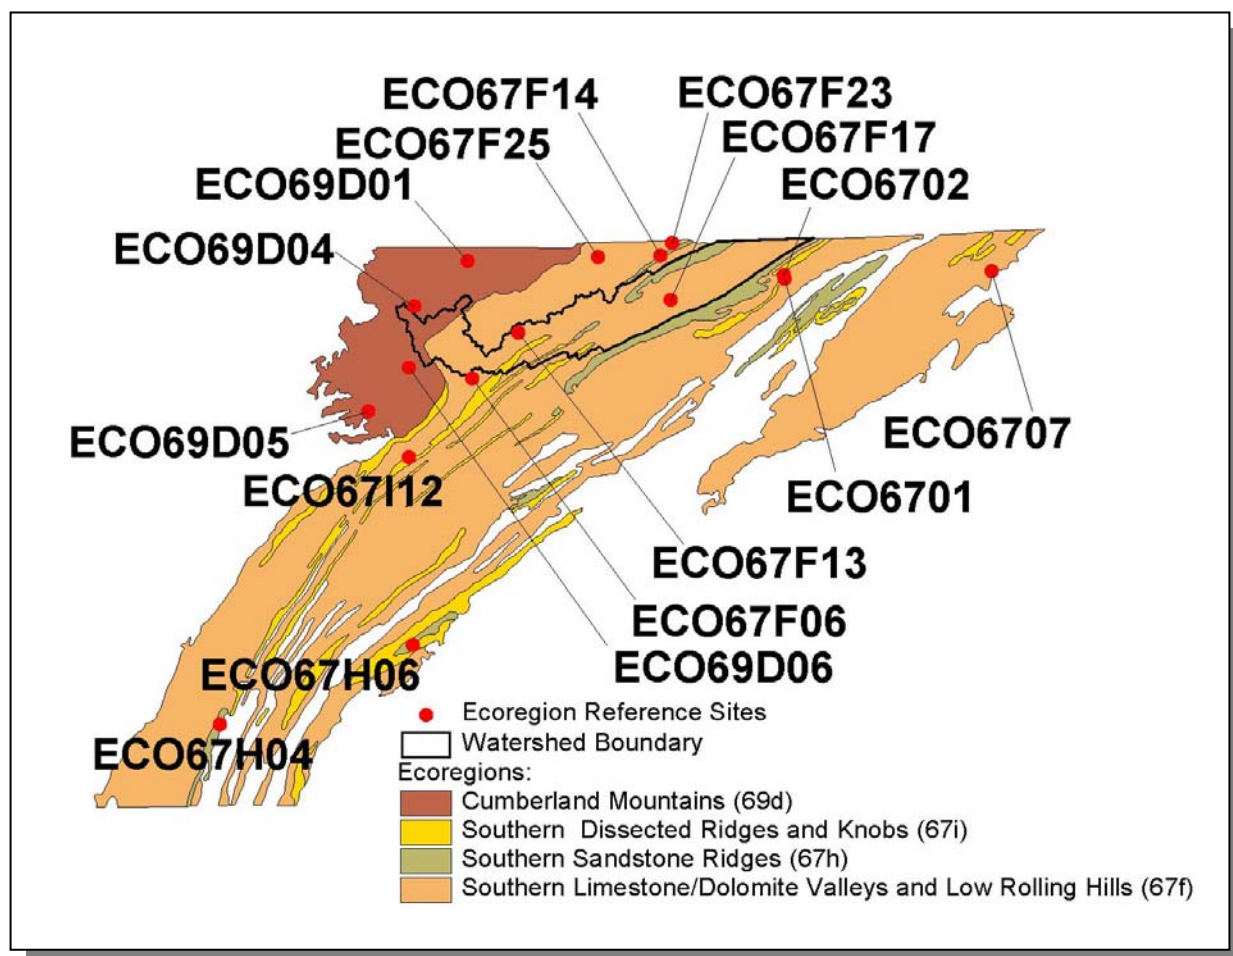 ECO67F14
ECO67F23
ECO67F25
ECO67F17
ECO69D01
ECO6702
ECO69D04
ECO69D05
ECO6707
ECO67I12
ECO6701
ECO67F13
ECO67F06
ECO69D06
ECO67H06
ECO67H04
Ecoregion Reference Sites
Watershed Boundary
Ecoregions:
Cumberland Mountains (69d)
Southern Dissected Ridges and Knobs (67i)
Southern Sandstone Ridges (67h)
Southern Limestone/Dolomite Valleys and Low Rolling Hills (67f)